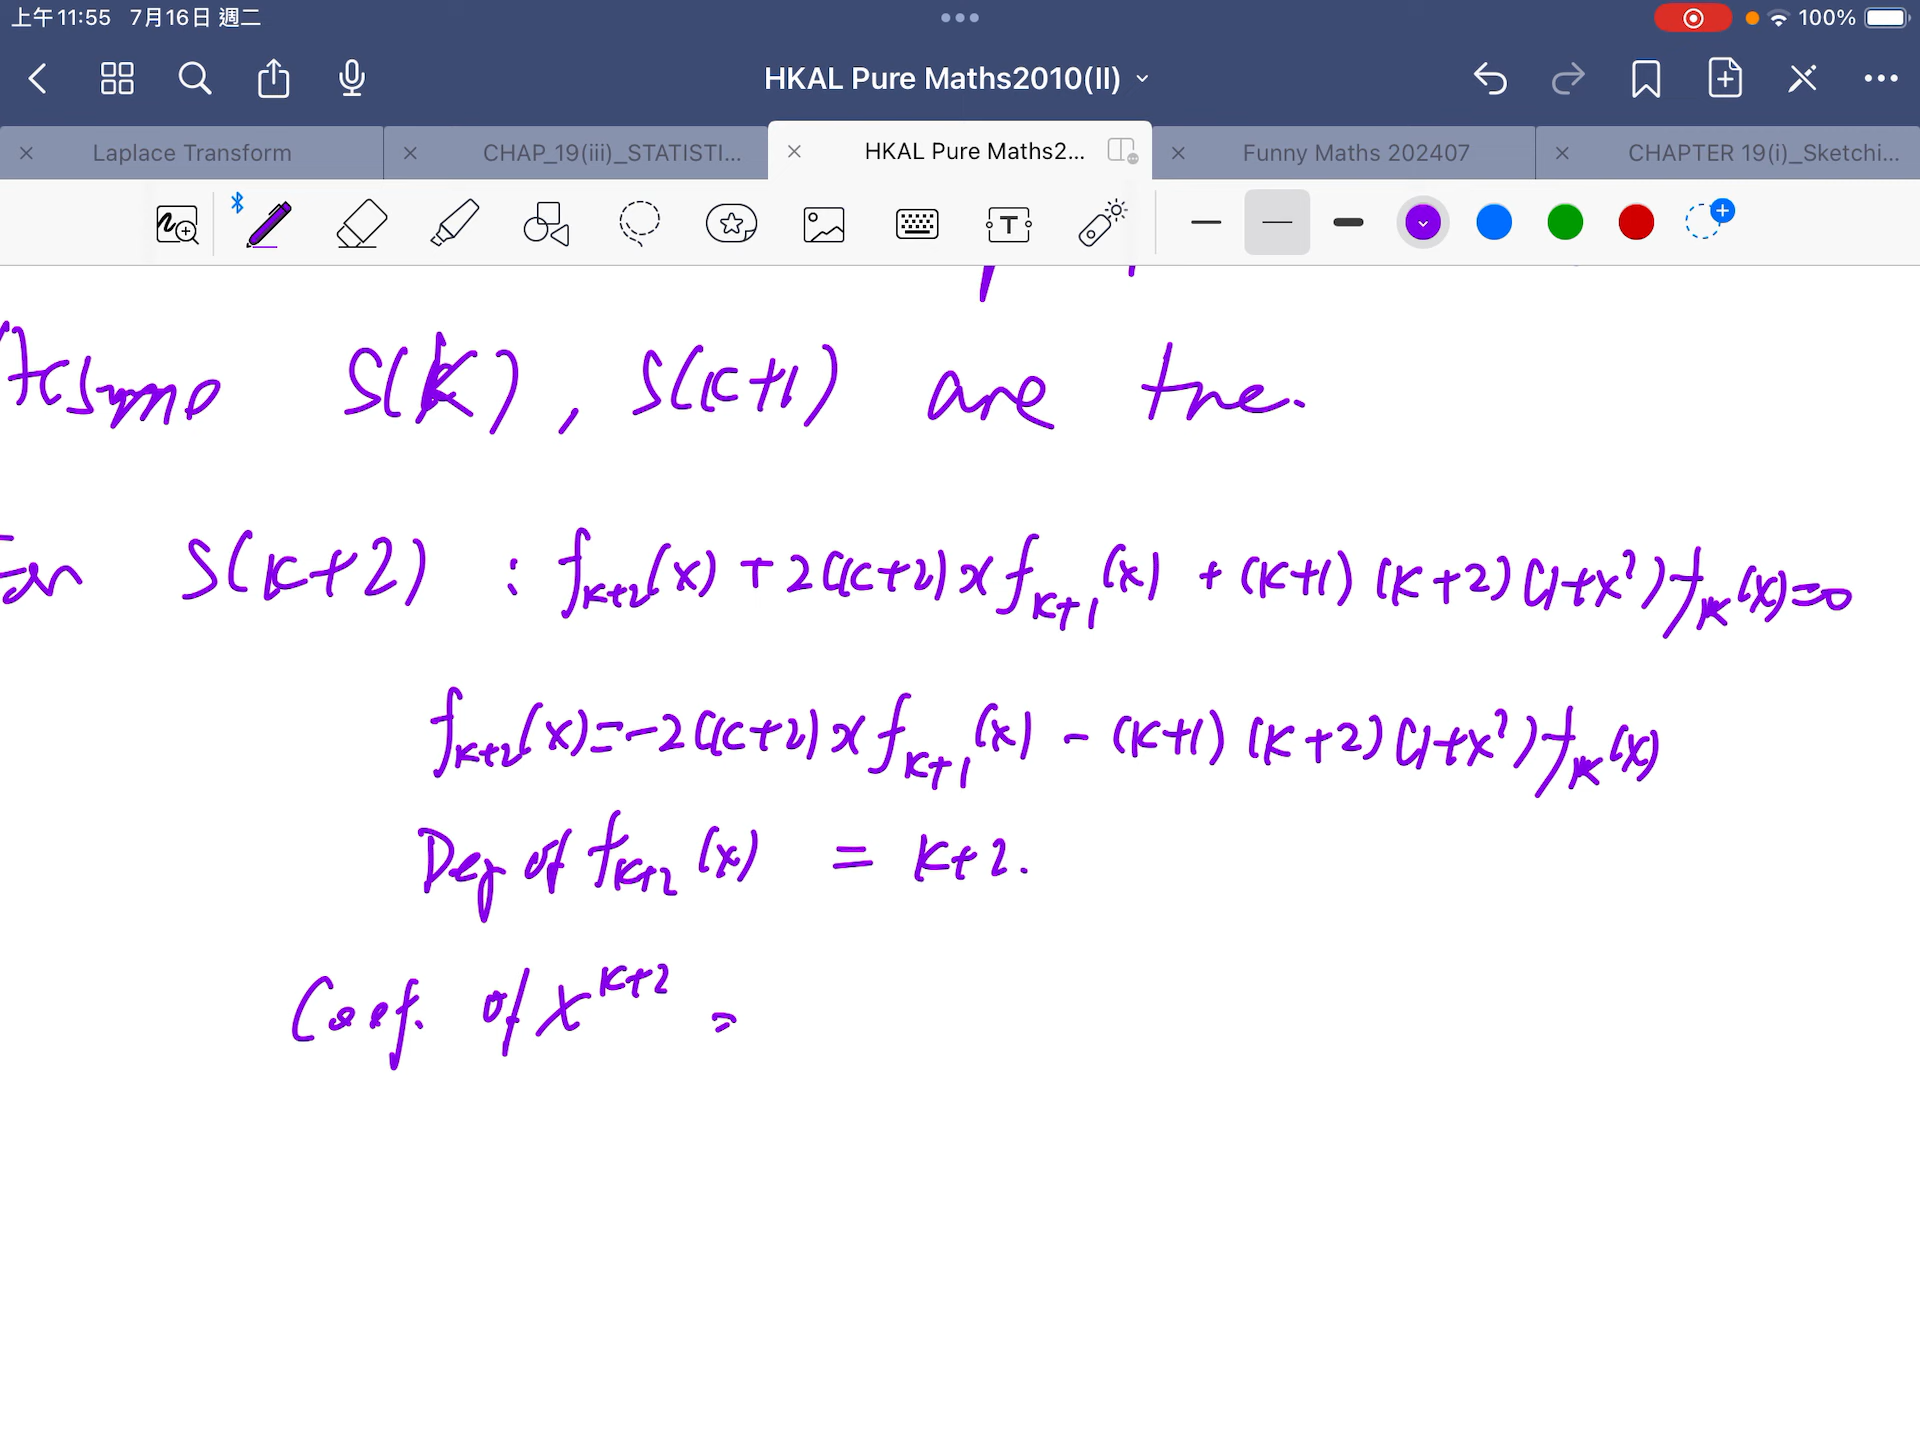 上午11:55 7月16日 週二 100%
HKAL Pure Maths2010(II)
Laplace Transform
CHAP_19(iii)_STATISTI...
HKAL Pure Maths2...
Funny Maths 202407
CHAPTER 19(i)_Sketchi...
S(k), S(k+1) are true.
For S(k+2) : f_{k+2}(x) + 2(k+2) x f_{k+1}(x) + (k+1)(k+2)(1+x²) f_k(x) = 0
f_{k+2}(x) = -2(k+2) x f_{k+1}(x) - (k+1)(k+2)(1+x²) f_k(x)
Deg of f_{k+2}(x) = k+2.
Coef. of x^{k+2} =